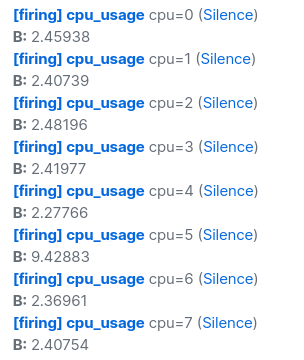 [firing] cpu_usage cpu=0 (Silence)
B: 2.45938
[firing] cpu_usage cpu=1 (Silence)
B: 2.40739
[firing] cpu_usage cpu=2 (Silence)
B: 2.48196
[firing] cpu_usage cpu=3 (Silence)
B: 2.41977
[firing] cpu_usage cpu=4 (Silence)
B: 2.27766
[firing] cpu_usage cpu=5 (Silence)
B: 9.42883
[firing] cpu_usage cpu=6 (Silence)
B: 2.36961
[firing] cpu_usage cpu=7 (Silence)
B: 2.40754